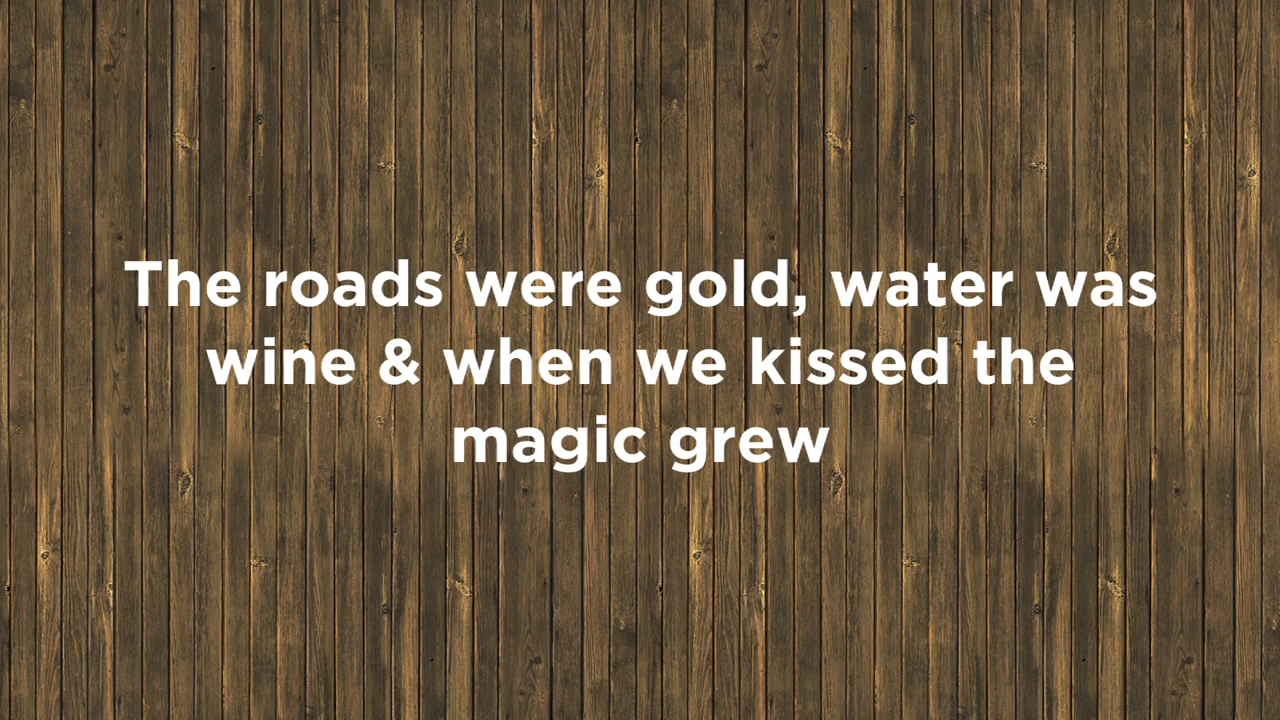 The roads were gold, water was
wine & when we kissed the
magic grew